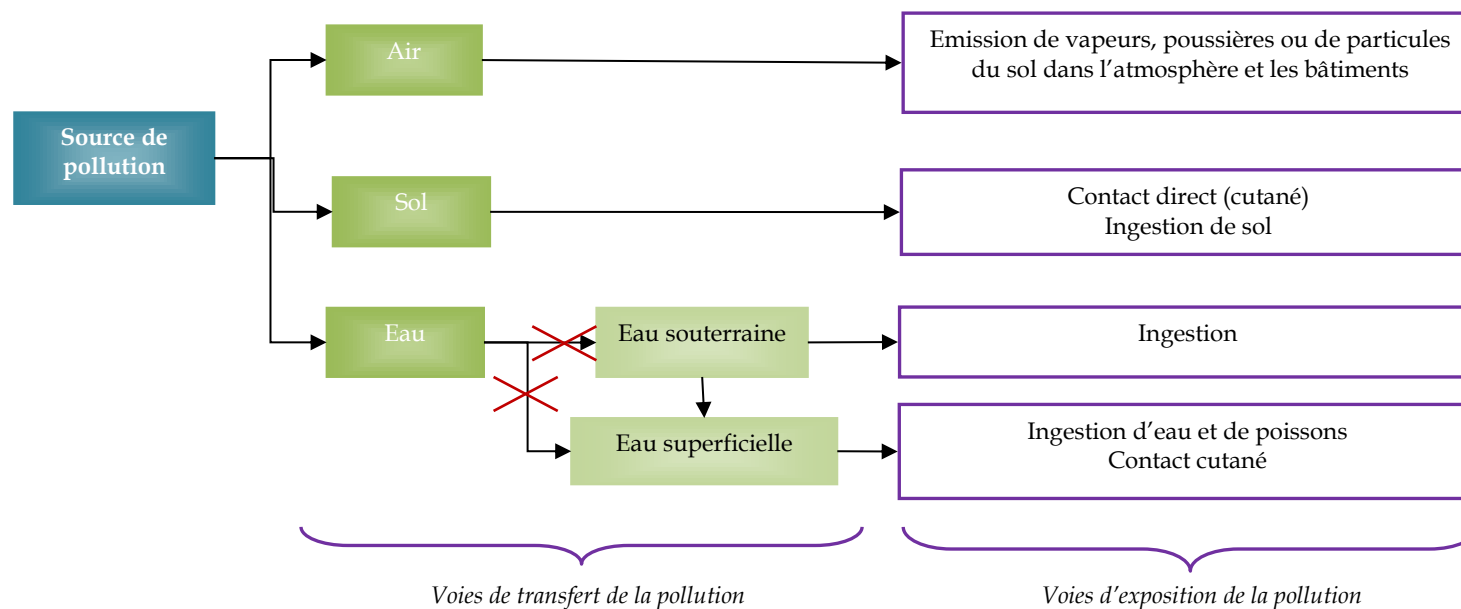 Air
Emission de vapeurs, poussières ou de particules
du sol dans l’atmosphère et les bâtiments
Source de
pollution
Sol
Contact direct (cutané)
Ingestion de sol
Eau
Eau souterraine
Ingestion
Eau superficielle
Ingestion d’eau et de poissons
Contact cutané
Voies de transfert de la pollution
Voies d’exposition de la pollution